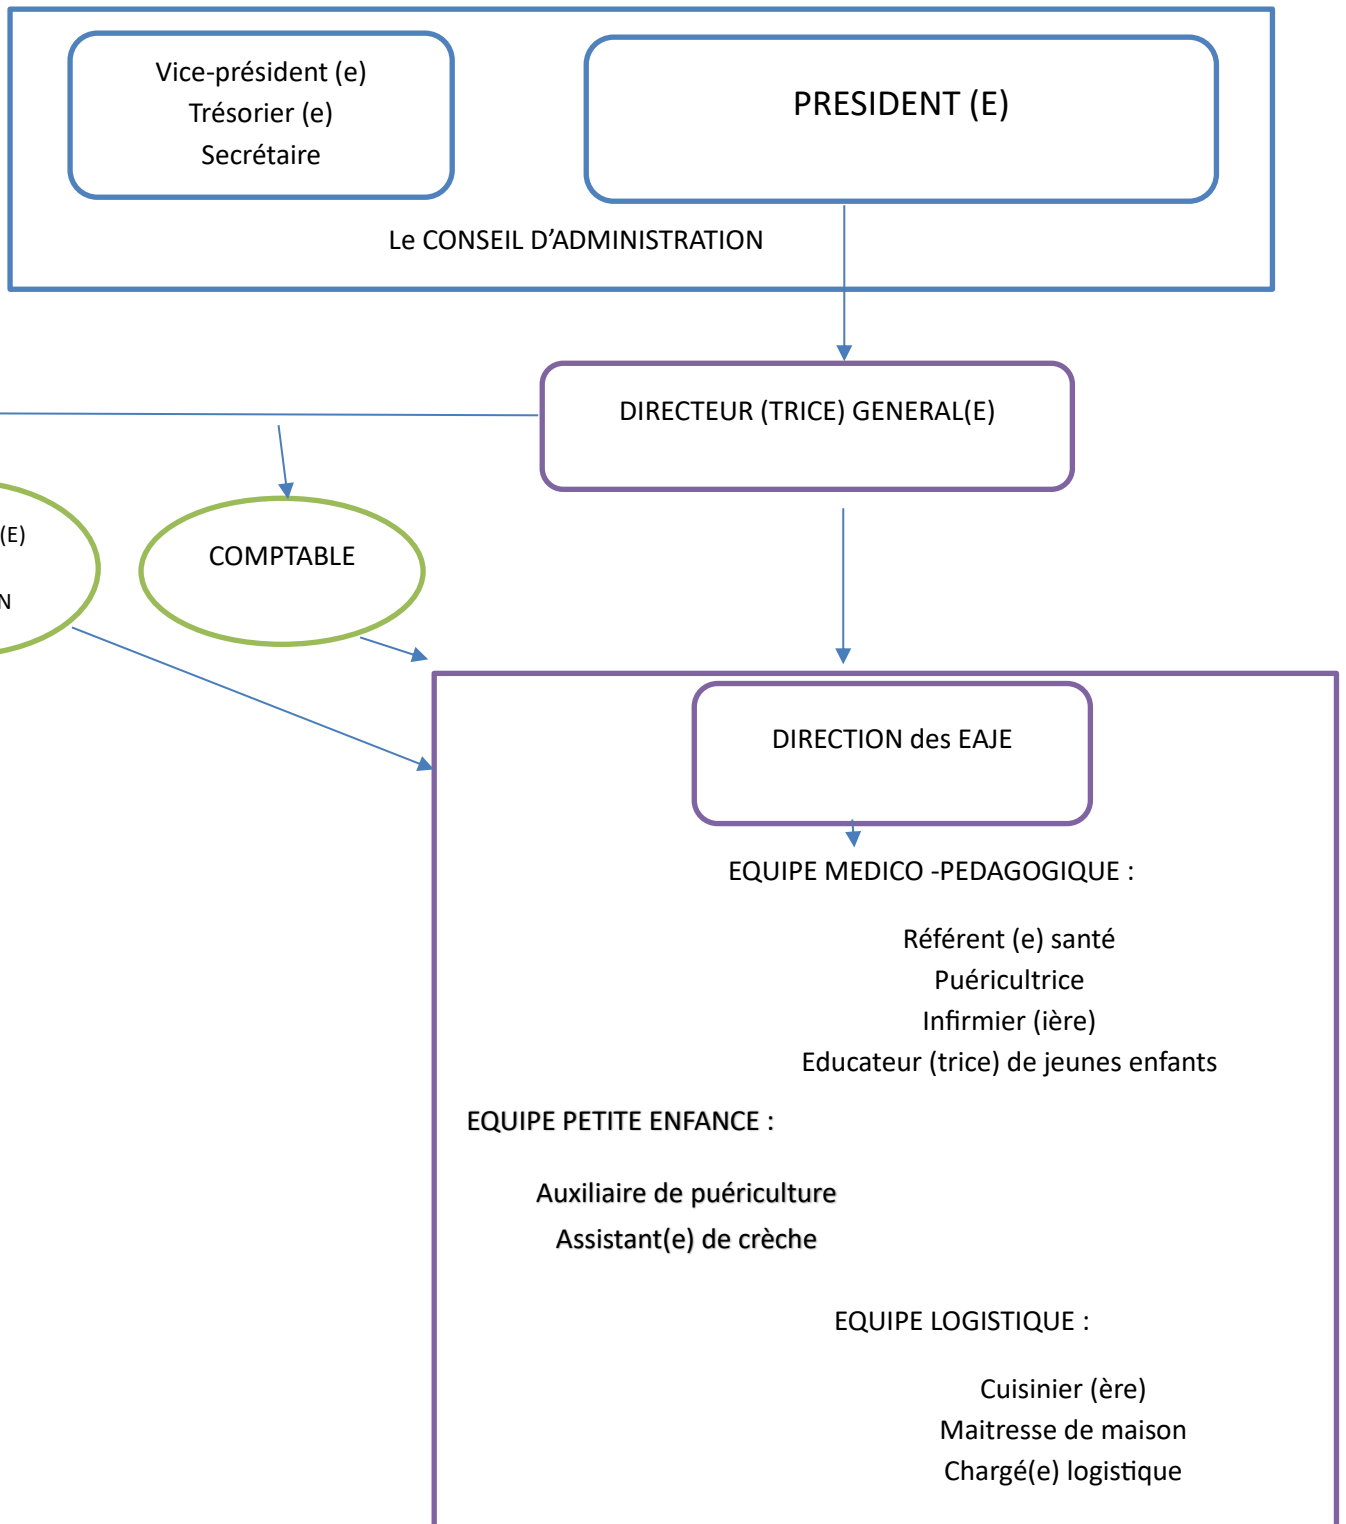 Vice-président (e)
Trésorier (e)
Secrétaire
PRESIDENT (E)
Le CONSEIL D’ADMINISTRATION
DIRECTEUR (TRICE) GENERAL(E)
(E)
N
COMPTABLE
DIRECTION des EAJE
EQUIPE MEDICO -PEDAGOGIQUE :
Référent (e) santé
Puéricultrice
Infirmier (ière)
Educateur (trice) de jeunes enfants
EQUIPE PETITE ENFANCE :
Auxiliaire de puériculture
Assistant(e) de crèche
EQUIPE LOGISTIQUE :
Cuisinier (ère)
Maitresse de maison
Chargé(e) logistique